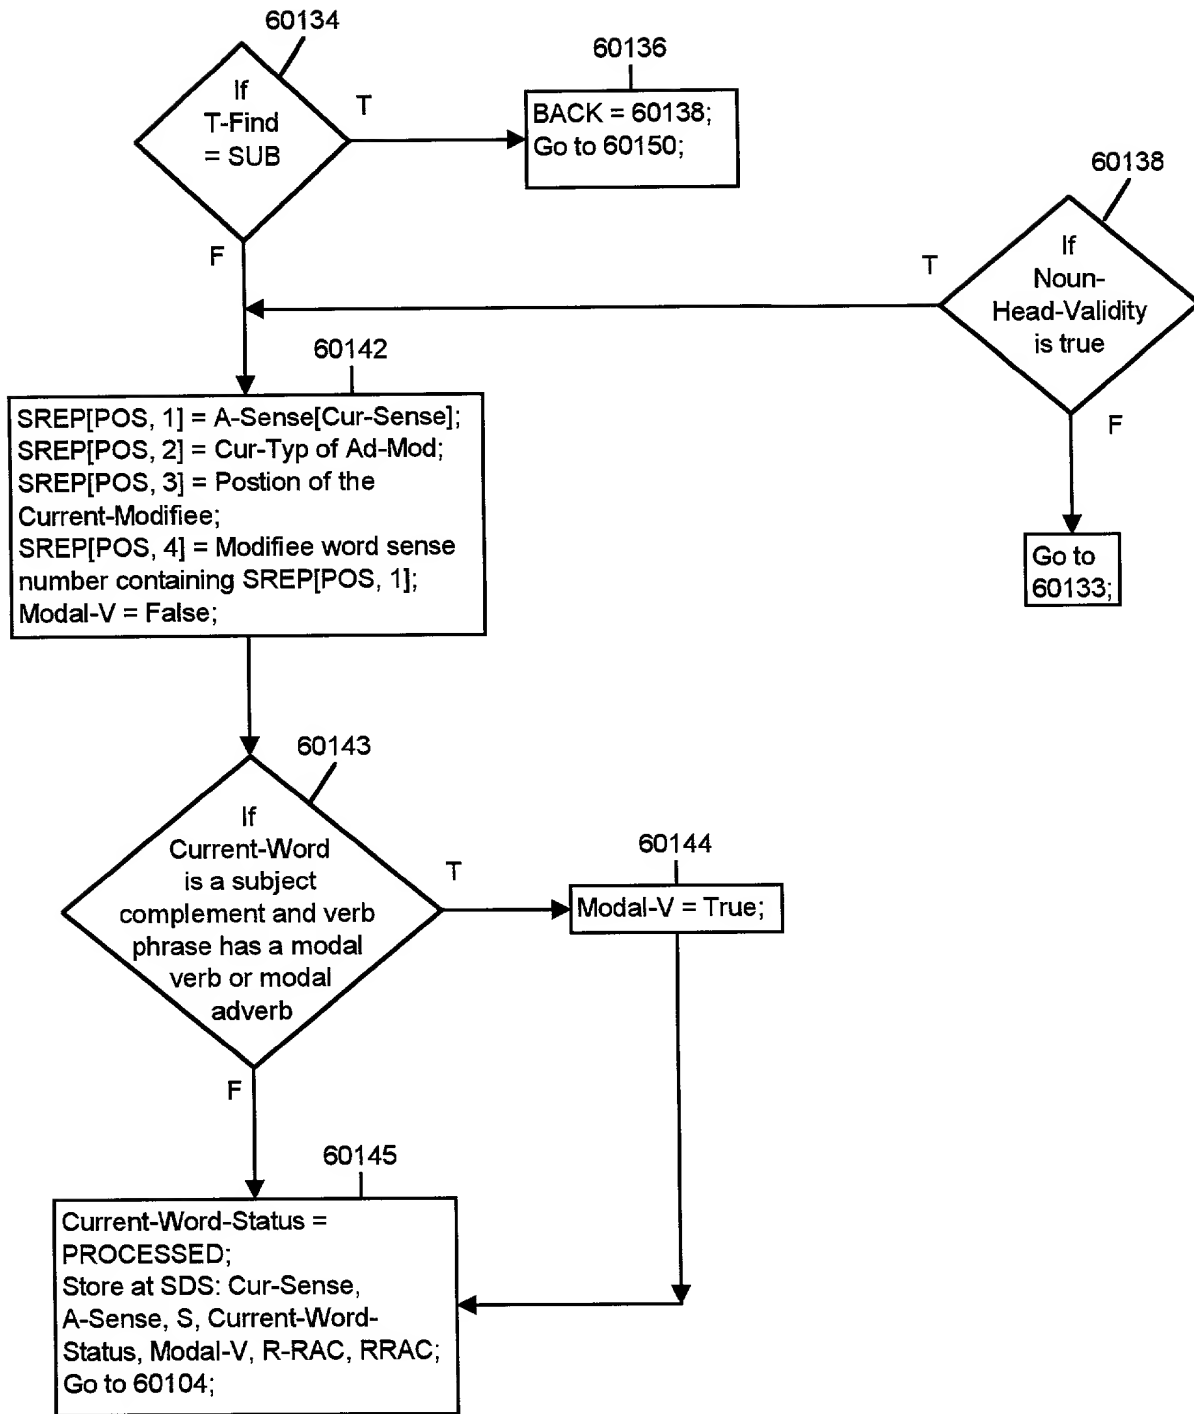 60134
If
T-Find
= SUB
T
F
60136
BACK = 60138;
Go to 60150;
60138
If
Noun-
Head-Validity
is true
T
F
Go to
60133;
60142
SREP[POS, 1] = A-Sense[Cur-Sense];
SREP[POS, 2] = Cur-Typ of Ad-Mod;
SREP[POS, 3] = Postion of the
Current-Modifiee;
SREP[POS, 4] = Modifiee word sense
number containing SREP[POS, 1];
Modal-V = False;
60143
If
Current-Word
is a subject
complement and verb
phrase has a modal
verb or modal
adverb
T
F
60144
Modal-V = True;
60145
Current-Word-Status =
PROCESSED;
Store at SDS: Cur-Sense,
A-Sense, S, Current-Word-
Status, Modal-V, R-RAC, RRAC;
Go to 60104;